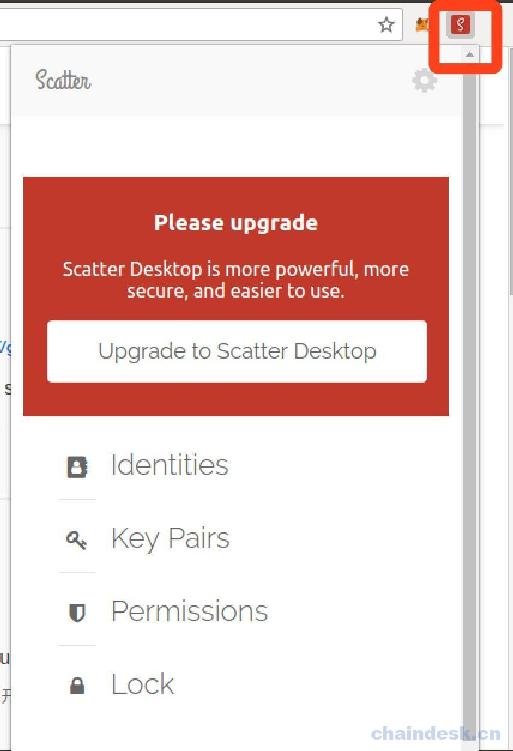 Scatter
Please upgrade
Scatter Desktop is more powerful, more
secure, and easier to use.
Upgrade to Scatter Desktop
Identities
Key Pairs
Permissions
Lock
chaindesk.cn